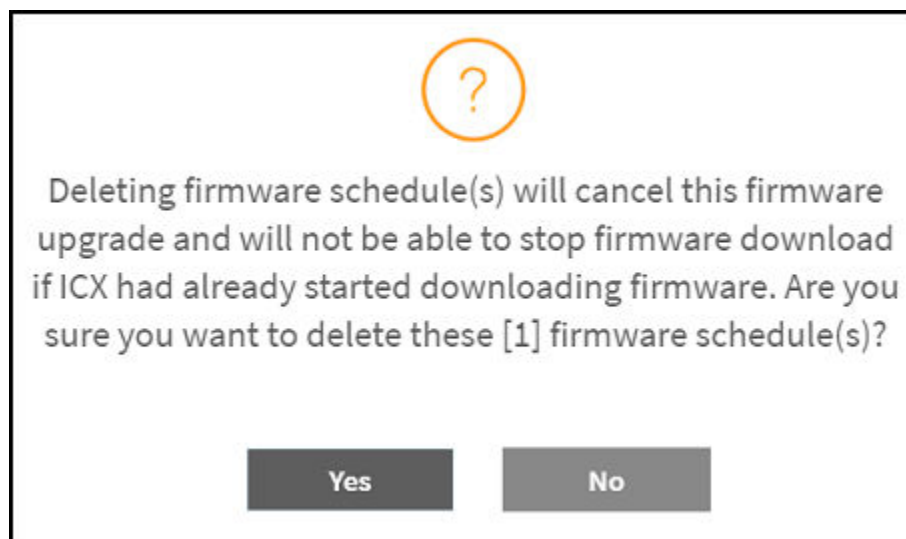 ?
Deleting firmware schedule(s) will cancel this firmware
upgrade and will not be able to stop firmware download
if ICX had already started downloading firmware. Are you
sure you want to delete these [1] firmware schedule(s)?
Yes
No